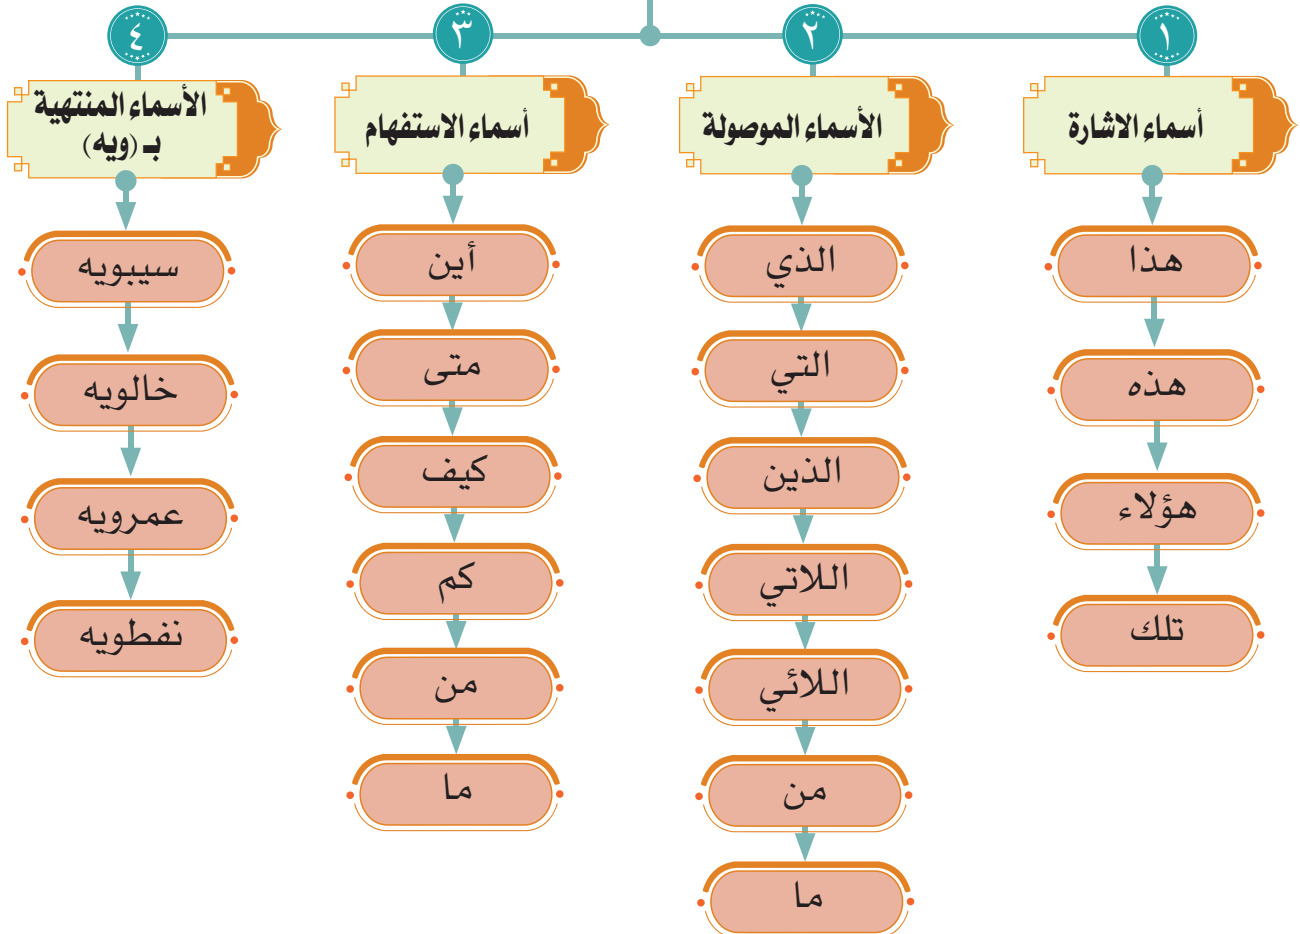 ١
أسماء الاشارة
هذا
هذه
هؤلاء
تلك
٢
الأسماء الموصولة
الذي
التي
الذين
اللاتي
اللائي
من
ما
٣
أسماء الاستفهام
أين
متى
كيف
كم
من
ما
٤
الأسماء المنتهية
بـ (ويه)
سيبويه
خالويه
عمرويه
نفطويه